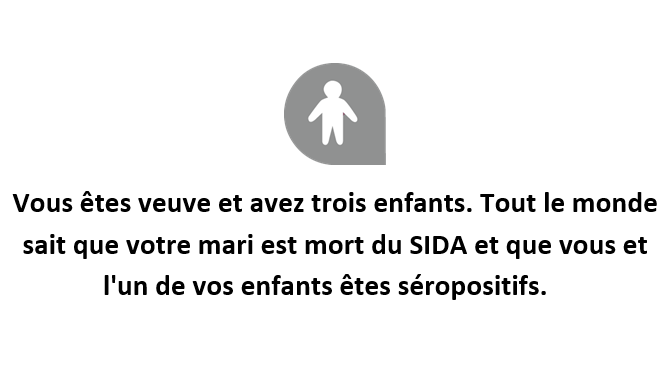 Vous êtes veuve et avez trois enfants. Tout le monde
sait que votre mari est mort du SIDA et que vous et
l'un de vos enfants êtes séropositifs.